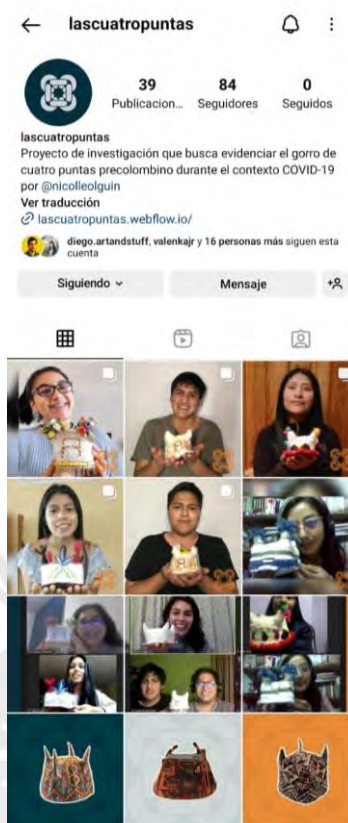 lascuatropuntas
39
84
0
Publicacion...
Seguidores
Seguidos
lascuatropuntas
Proyecto de investigación que busca evidenciar el gorro de
cuatro puntas precolombino durante el contexto COVID-19
por @nicolleolguin
Ver traducción
lascuatropuntas.webflow.io/
diego.artandstuff, valenkajr y 16 personas más siguen esta
cuenta
Siguiendo
Mensaje